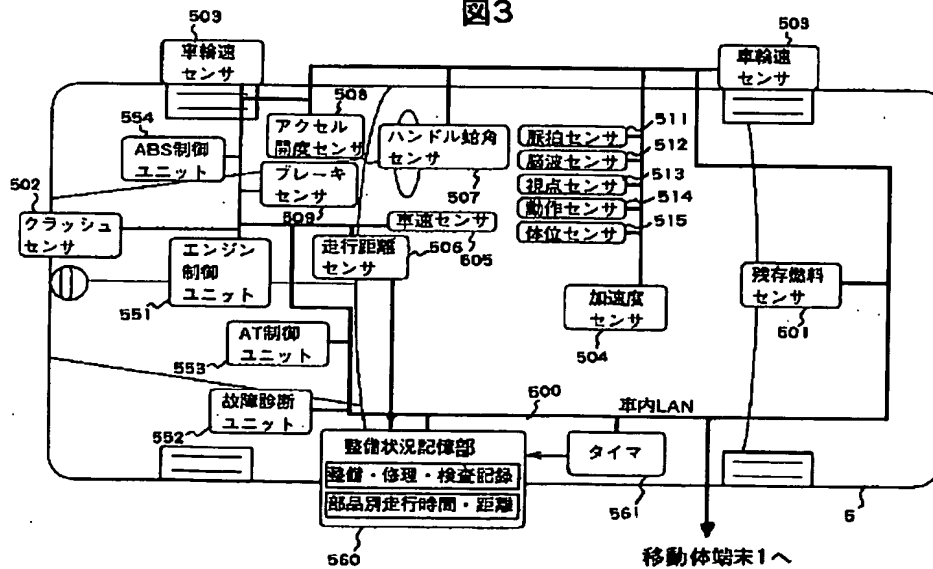 図3
503
車輪速
センサ
503
車輪速
センサ
554
ABS制御
ユニット
508
アクセル
開度センサ
ハンドル舵角
センサ
507
脈拍センサ
511
脳波センサ
512
視点センサ
513
動作センサ
514
体位センサ
515
502
クラッシュ
センサ
ブレーキ
センサ
509
車速センサ
505
走行距離
センサ
506
エンジン
制御
ユニット
551
加速度
センサ
504
残存燃料
センサ
501
AT制御
ユニット
553
故障診断
ユニット
552
500
車内LAN
整備状況記憶部
整備・修理・検査記録
部品別走行時間・距離
560
タイマ
561
6
移動体端末1へ